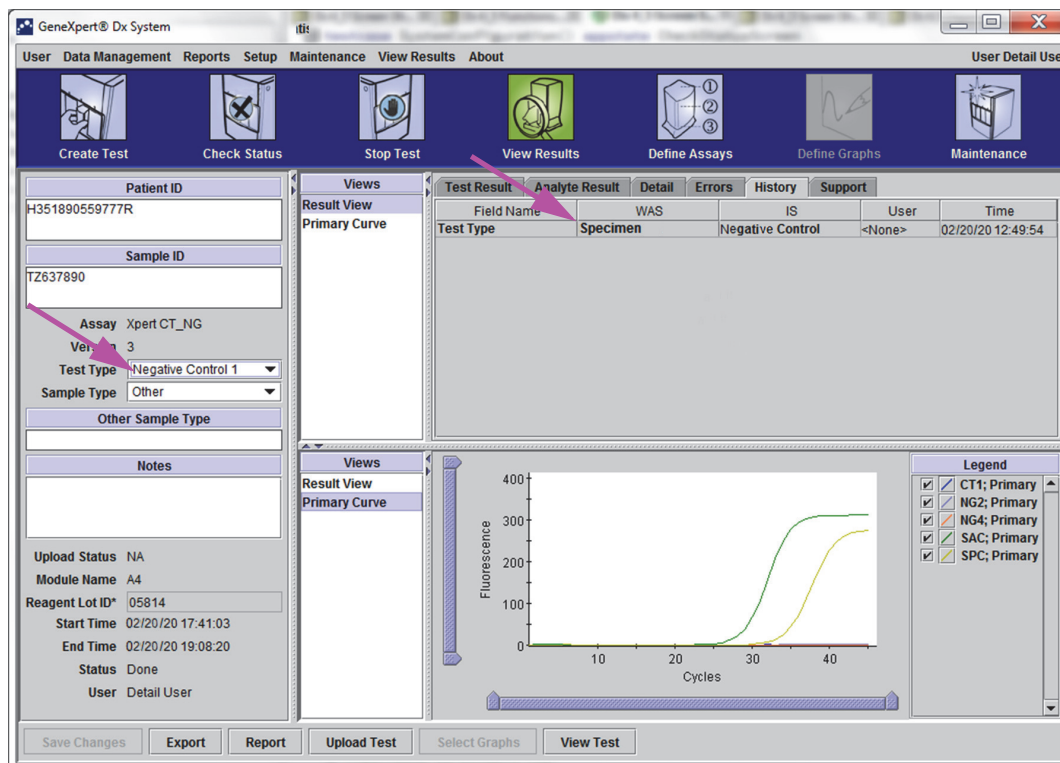 GeneXpert® Dx System
User Data Management Reports Setup Maintenance View Results About User Detail Use
Create Test Check Status Stop Test View Results Define Assays Define Graphs Maintenance
Patient ID
H351890559777R
Sample ID
TZ637890
Assay Xpert CT_NG
Version 3
Test Type Negative Control 1
Sample Type Other
Other Sample Type
Notes
Upload Status NA
Module Name A4
Reagent Lot ID* 05814
Start Time 02/20/20 17:41:03
End Time 02/20/20 19:08:20
Status Done
User Detail User
Views
Result View
Primary Curve
Test Result Analyte Result Detail Errors History Support
Field Name WAS IS User Time
Test Type Specimen Negative Control <None> 02/20/20 12:49:54
Views
Result View
Primary Curve
400
300
200
100
0
Fluorescence
10 20 30 40
Cycles
Legend
CT1; Primary
NG2; Primary
NG4; Primary
SAC; Primary
SPC; Primary
Save Changes Export Report Upload Test Select Graphs View Test